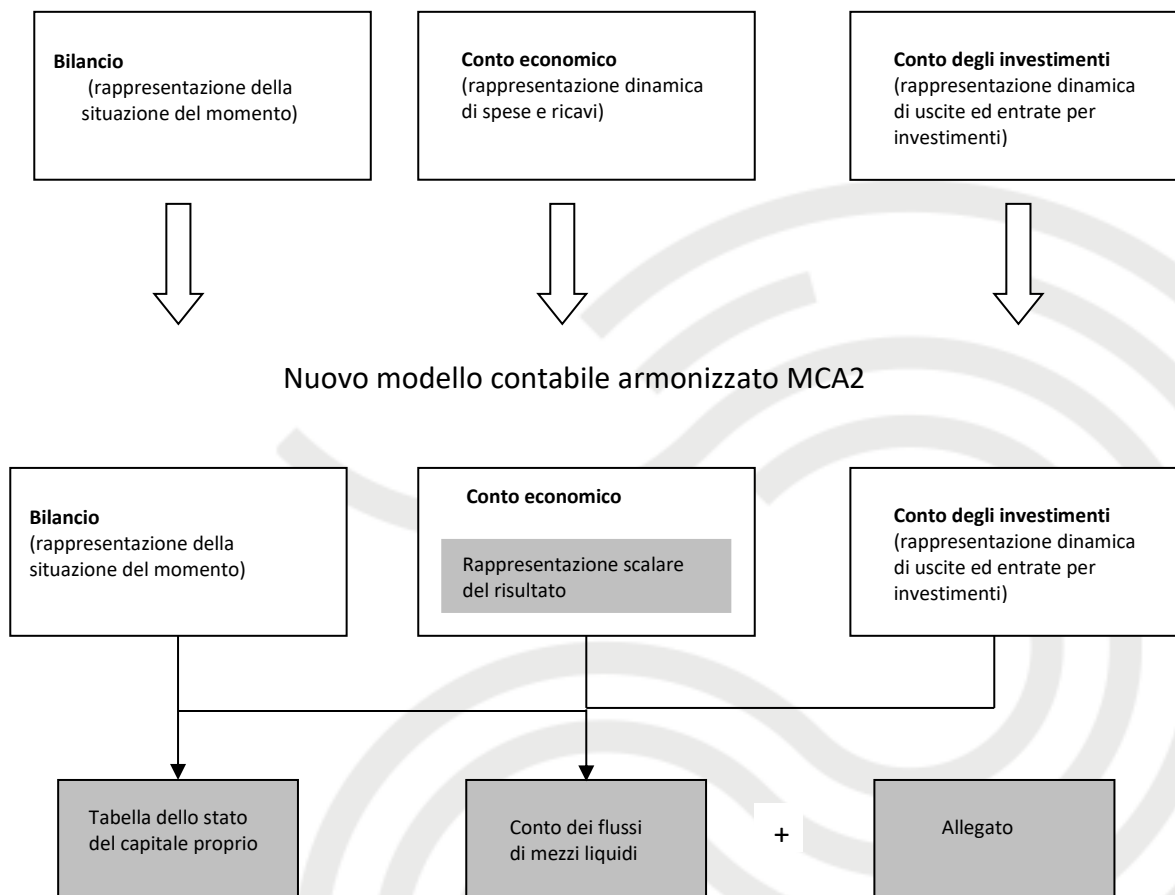 Bilancio
(rappresentazione della
situazione del momento)
Conto economico
(rappresentazione dinamica
di spese e ricavi)
Conto degli investimenti
(rappresentazione dinamica
di uscite ed entrate per
investimenti)
Nuovo modello contabile armonizzato MCA2
Bilancio
(rappresentazione della
situazione del momento)
Conto economico
Rappresentazione scalare
del risultato
Conto degli investimenti
(rappresentazione dinamica
di uscite ed entrate per
investimenti)
Tabella dello stato
del capitale proprio
Conto dei flussi
di mezzi liquidi
+
Allegato